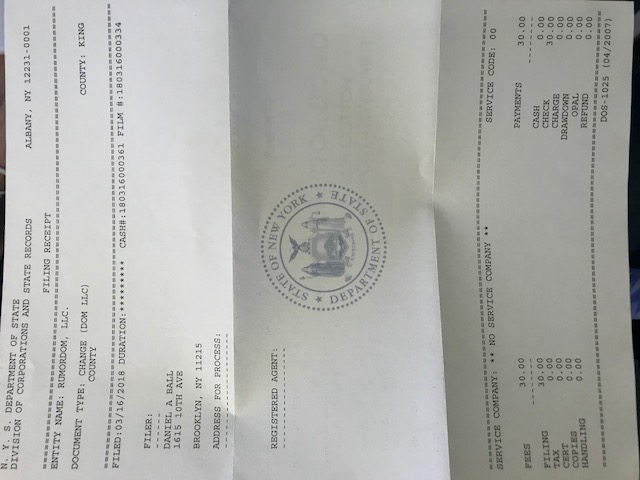 N. Y. S. DEPARTMENT OF STATE
DIVISION OF CORPORATIONS AND STATE RECORDS ALBANY, NY 12231-0001
FILING RECEIPT
ENTITY NAME: RUMORDOM, LLC.
DOCUMENT TYPE: CHANGE (DOM LLC) COUNTY: KING
COUNTY
FILED:03/16/2018 DURATION:********* CASH#:180316000361 FILM #:180316000334
FILER:
DANIEL A BALL
1615 10TH AVE
BROOKLYN, NY 11215
ADDRESS FOR PROCESS:
REGISTERED AGENT:
STATE OF NEW YORK
DEPARTMENT OF STATE
EXCELSIOR
SERVICE COMPANY: ** NO SERVICE COMPANY ** SERVICE CODE: 00
FEES 30.00 PAYMENTS 30.00
FILING 30.00 CASH 0.00
TAX 0.00 CHECK 30.00
CERT 0.00 CHARGE 0.00
COPIES 0.00 DRAWDOWN 0.00
HANDLING 0.00 OPAL 0.00
REFUND 0.00
DOS-1025 (04/2007)